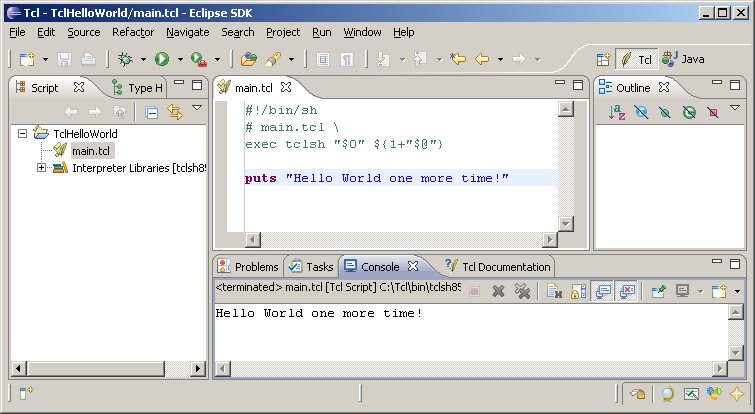 Tcl - TclHelloWorld/main.tcl - Eclipse SDK
File Edit Source Refactor Navigate Search Project Run Window Help
Tcl Java
Script Type H
main.tcl
Outline
TclHelloWorld
main.tcl
Interpreter Libraries [tclsh85
#!/bin/sh
# main.tcl \
exec tclsh "$0" ${1+"$@"}
puts "Hello World one more time!"
Problems Tasks Console Tcl Documentation
<terminated> main.tcl [Tcl Script] C:\Tcl\bin\tclsh85
Hello World one more time!